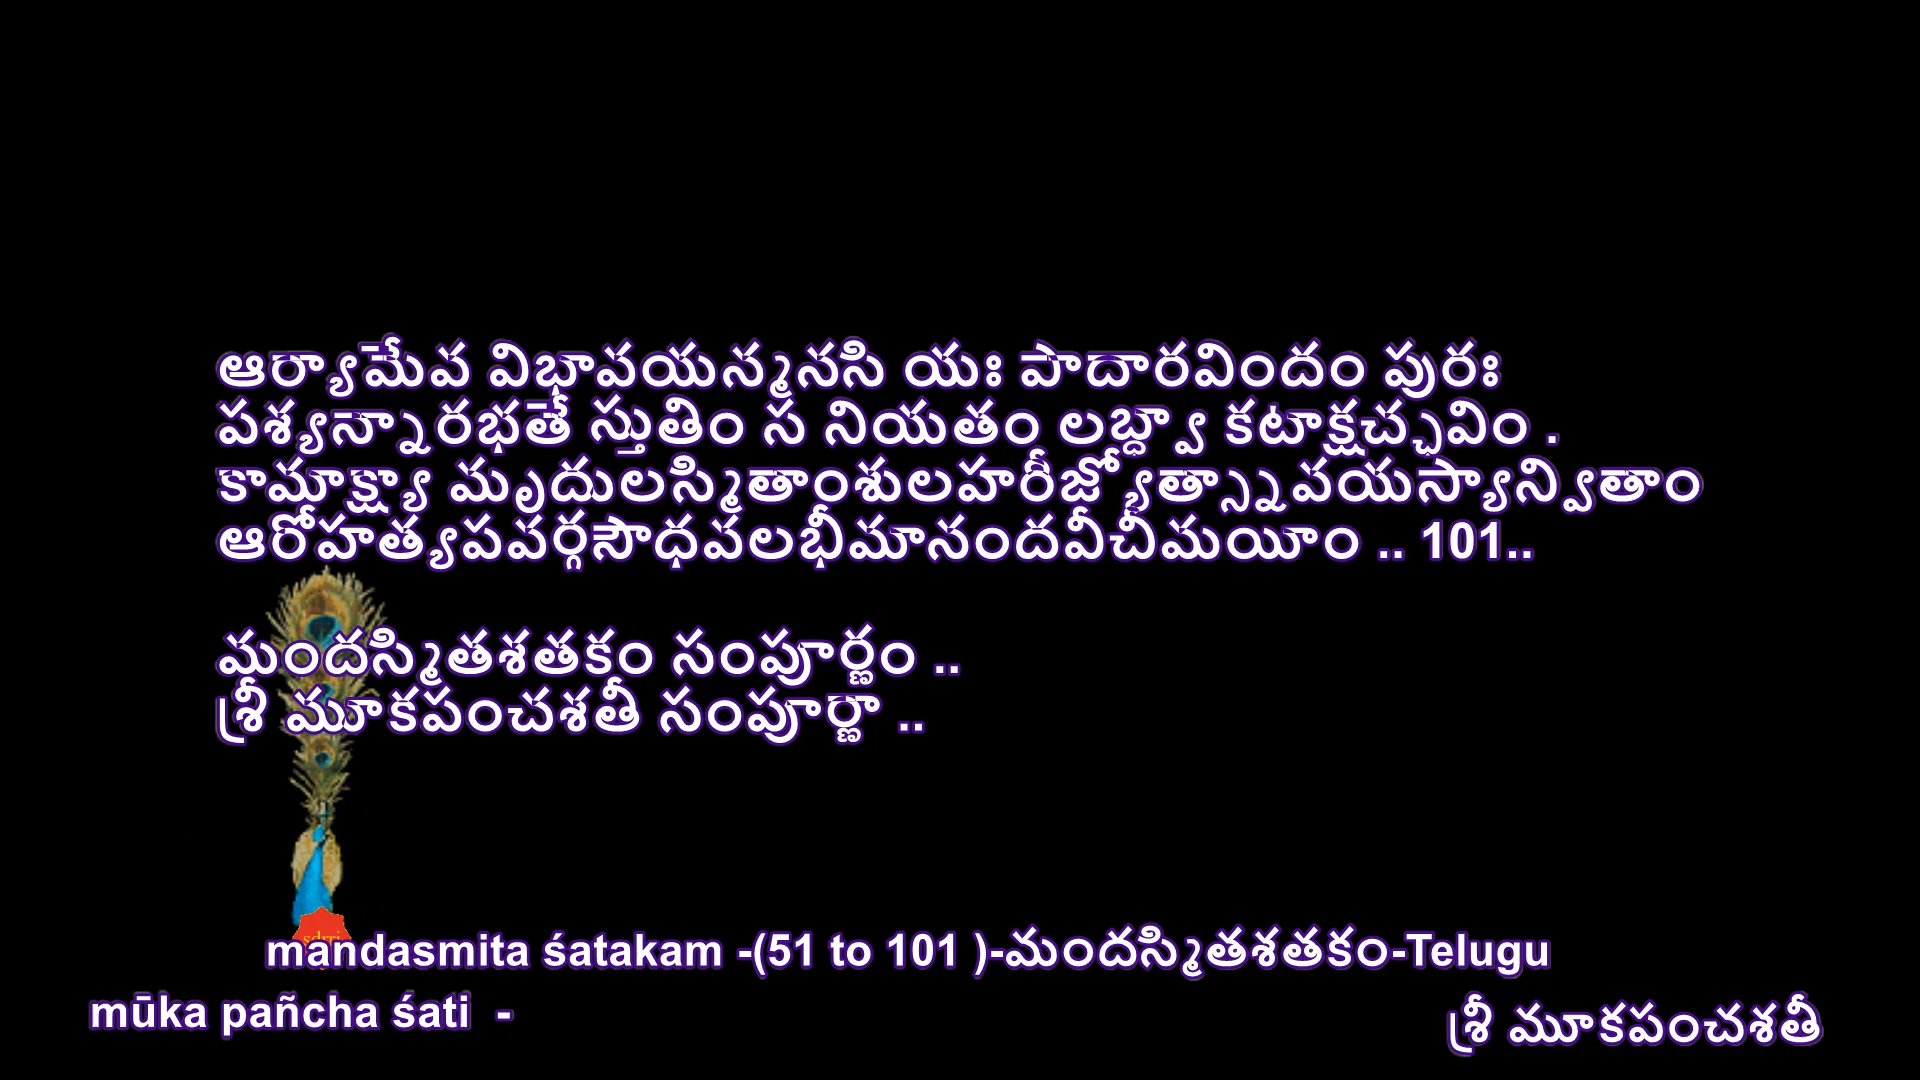 ఆర్యామేవ విభావయన్మనసి యః పాదారవిందం పురః
పశ్యన్నారభతే స్తుతిం స నియతం లబ్ధ్వా కటాక్షచ్ఛవిం .
కామాక్ష్యా మృదులస్మితాంశులహరీజ్యోత్స్నావయస్యాన్వితాం
ఆరోహత్యపవర్గసౌధవలభీమానందవీచీమయీం .. 101..
మందస్మితశతకం సంపూర్ణం ..
శ్రీ మూకపంచశతీ సంపూర్ణా ..
mandasmita śatakam -(51 to 101 )-మందస్మితశతకం-Telugu
mūka pañcha śati -
శ్రీ మూకపంచశతీ